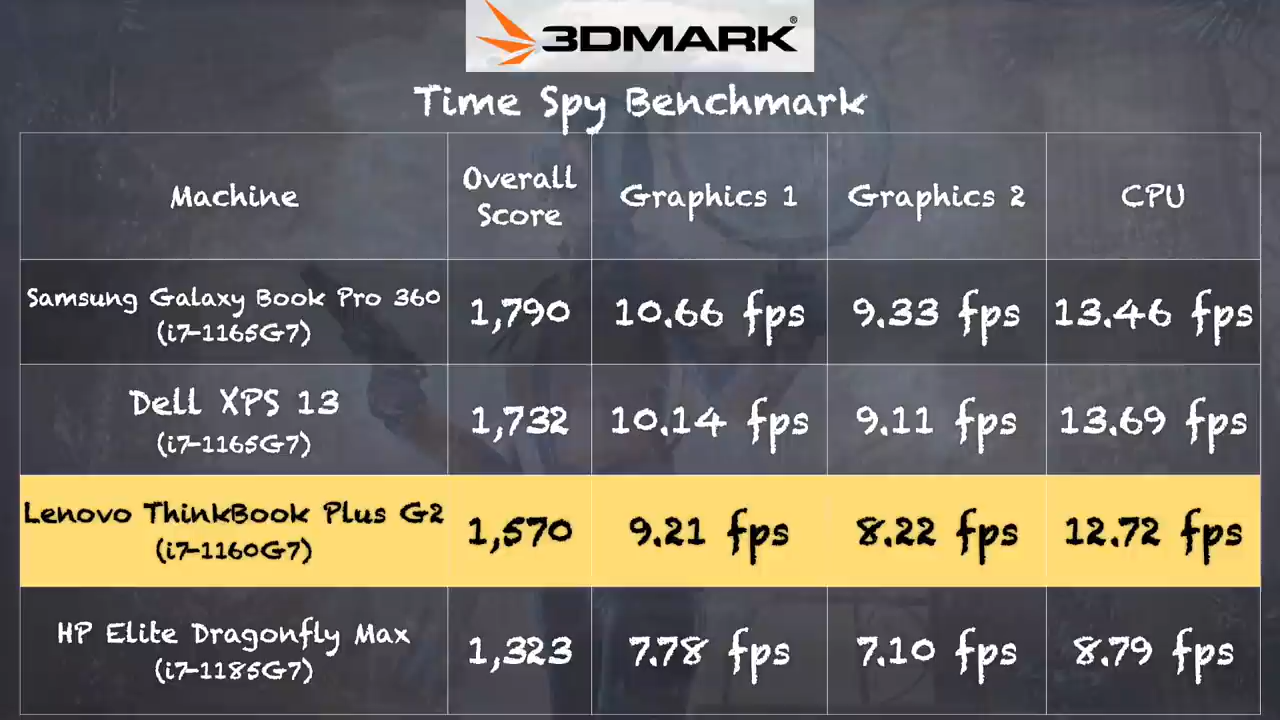 3DMARK®
Time Spy Benchmark
Machine
Overall
Score
Graphics 1
Graphics 2
CPU
Samsung Galaxy Book Pro 360
(i7-1165G7)
1,790
10.66 fps
9.33 fps
13.46 fps
Dell XPS 13
(i7-1165G7)
1,732
10.14 fps
9.11 fps
13.69 fps
Lenovo ThinkBook Plus G2
(i7-1160G7)
1,570
9.21 fps
8.22 fps
12.72 fps
HP Elite Dragonfly Max
(i7-1185G7)
1,323
7.78 fps
7.10 fps
8.79 fps